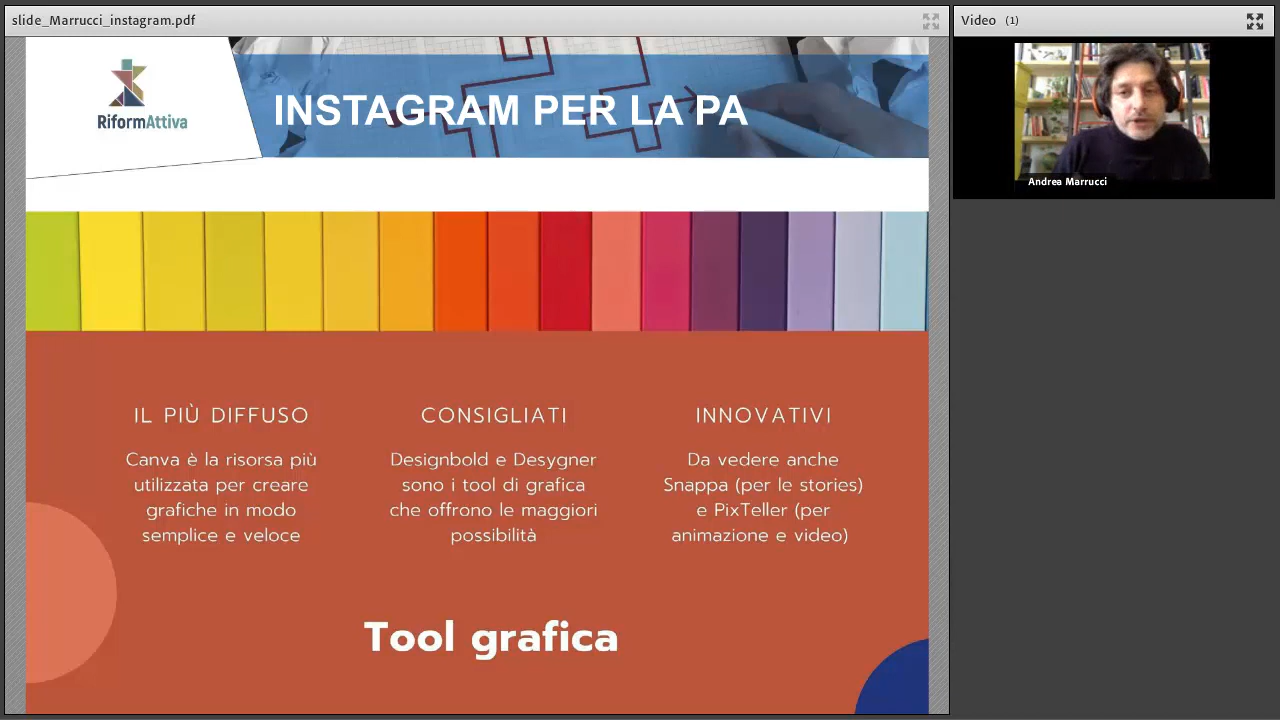 slide_Marrucci_instagram.pdf
Video (1)
RiformAttiva
INSTAGRAM PER LA PA
Andrea Marrucci
IL PIÙ DIFFUSO
Canva è la risorsa più
utilizzata per creare
grafiche in modo
semplice e veloce
CONSIGLIATI
Designbold e Desygner
sono i tool di grafica
che offrono le maggiori
possibilità
INNOVATIVI
Da vedere anche
Snappa (per le stories)
e PixTeller (per
animazione e video)
Tool grafica